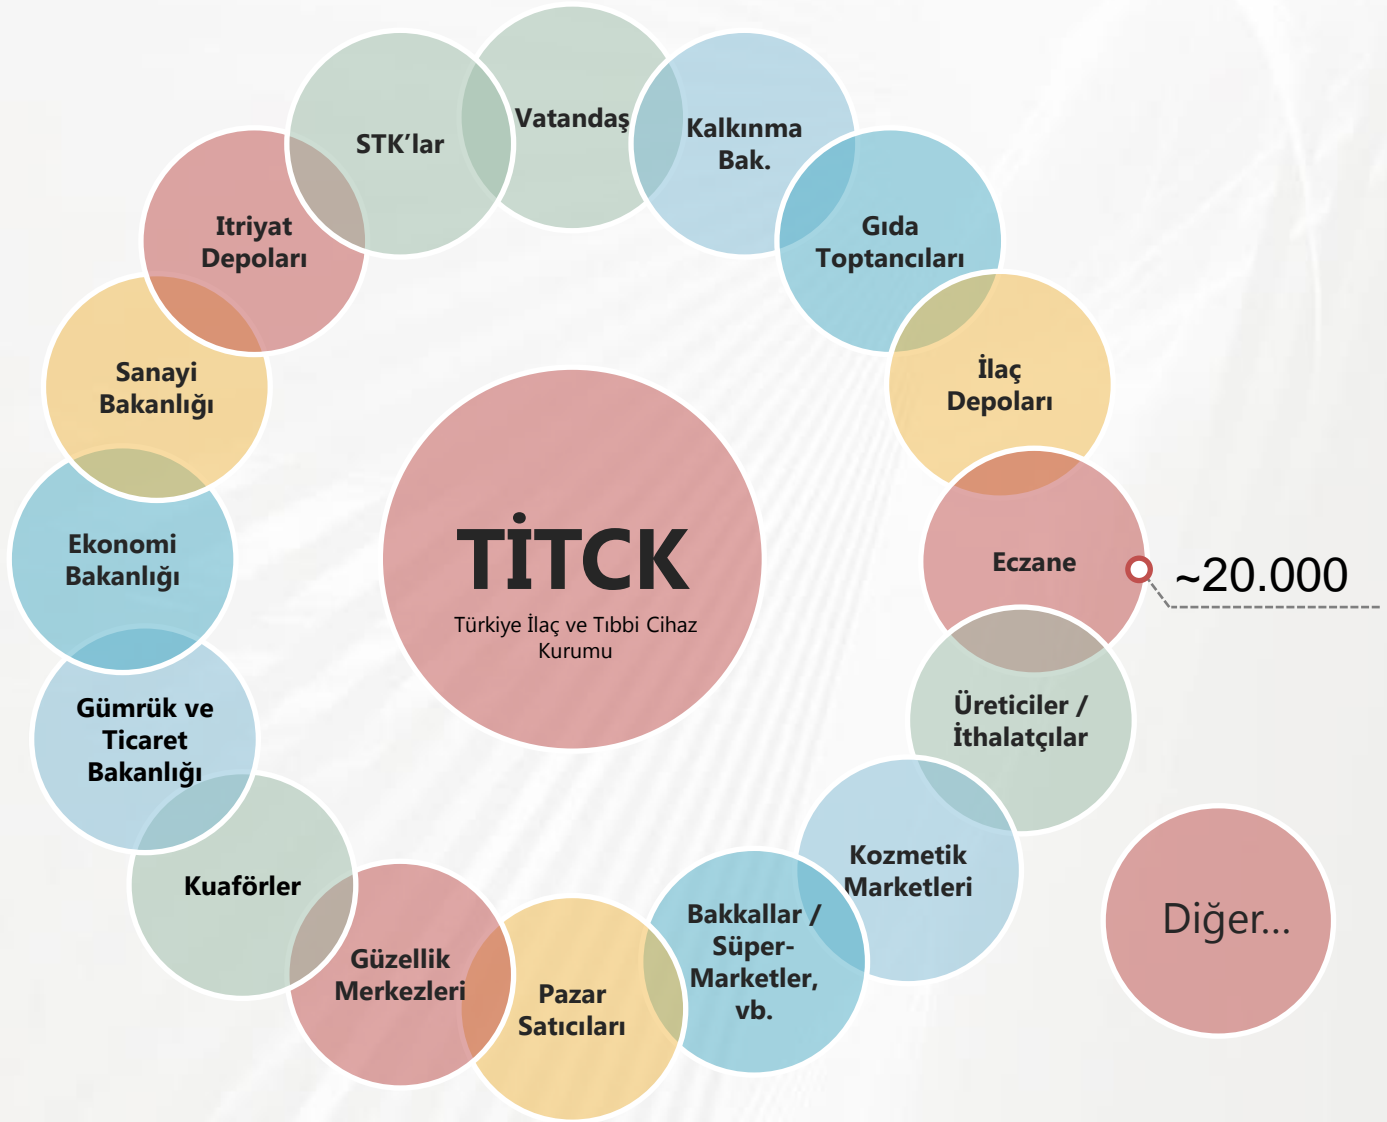 Vatandaş
STK’lar
Kalkınma
Bak.
Itriyat
Depoları
Gıda
Toptancıları
Sanayi
Bakanlığı
İlaç
Depoları
TİTCK
Türkiye İlaç ve Tıbbi Cihaz
Kurumu
Ekonomi
Bakanlığı
Eczane
~20.000
Gümrük ve
Ticaret
Bakanlığı
Üreticiler /
İthalatçılar
Kuaförler
Kozmetik
Marketleri
Güzellik
Merkezleri
Pazar
Satıcıları
Bakkallar /
Süper-
Marketler,
vb.
Diğer...